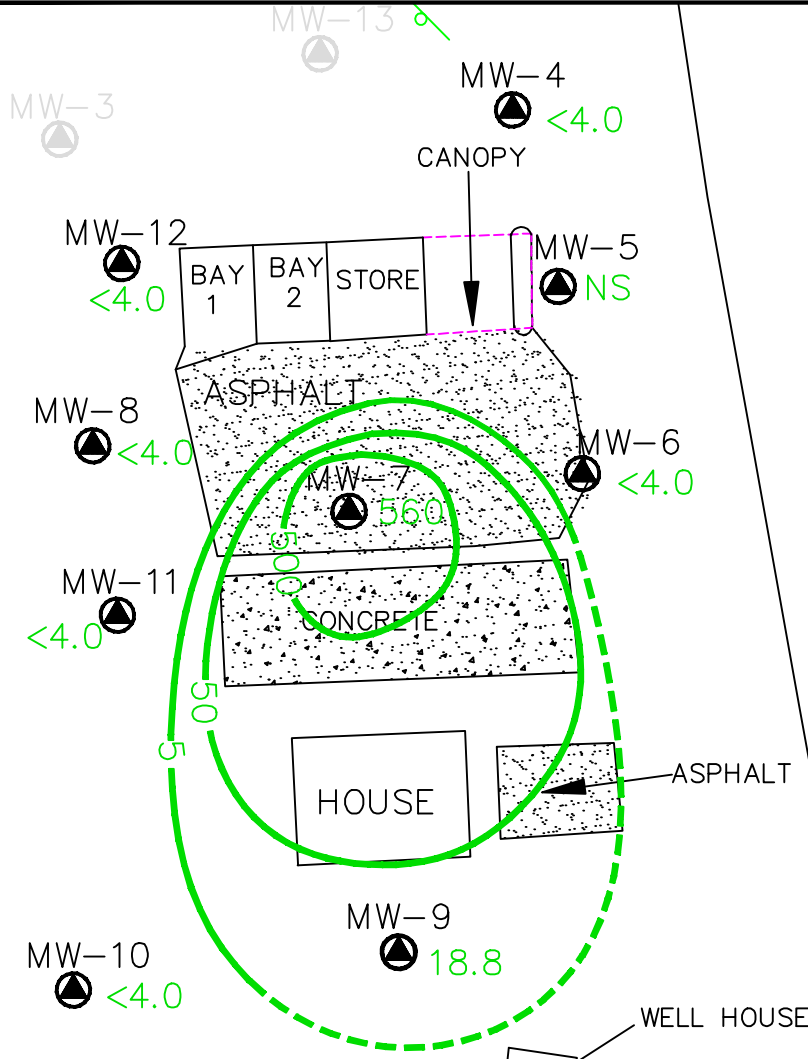 MW-13
MW-4
<4.0
MW-3
CANOPY
MW-12
<4.0
BAY
1
BAY
2
STORE
MW-5
NS
ASPHALT
MW-8
<4.0
MW-6
<4.0
MW-7
560
500
MW-11
<4.0
CONCRETE
50
5
HOUSE
ASPHALT
MW-9
18.8
MW-10
<4.0
WELL HOUSE